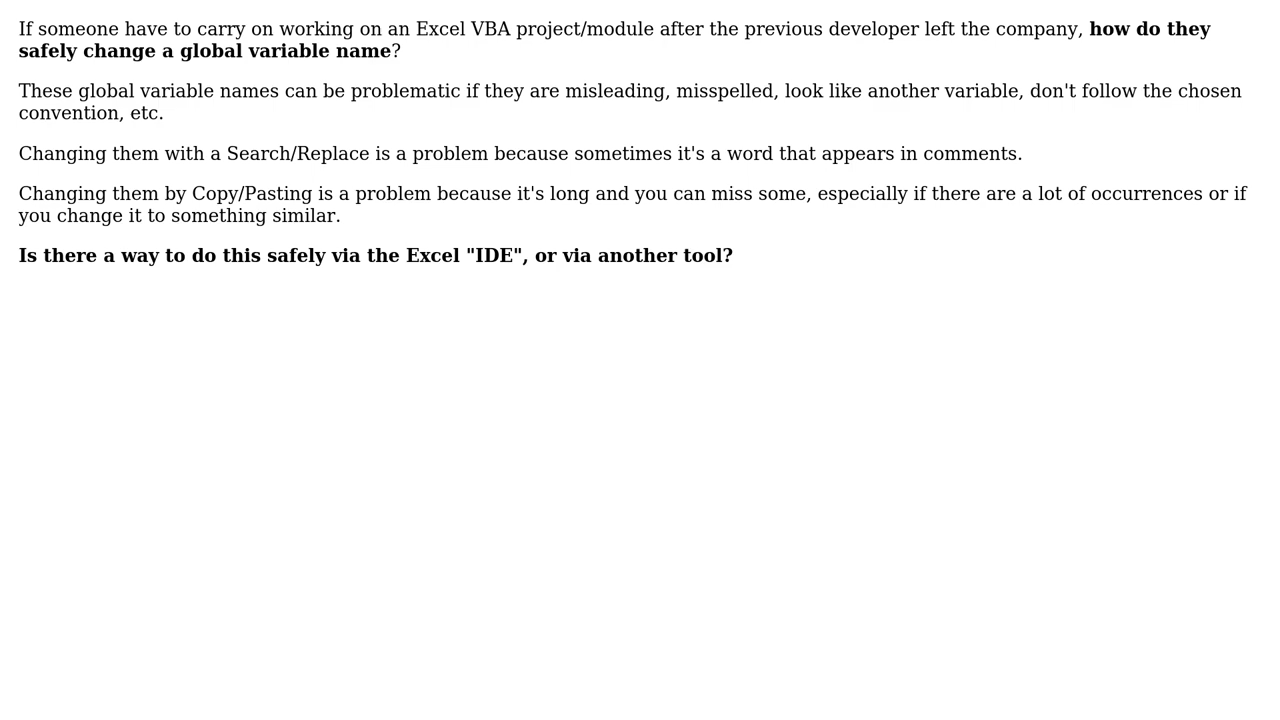 If someone have to carry on working on an Excel VBA project/module after the previous developer left the company, how do they
safely change a global variable name?
These global variable names can be problematic if they are misleading, misspelled, look like another variable, don't follow the chosen
convention, etc.
Changing them with a Search/Replace is a problem because sometimes it's a word that appears in comments.
Changing them by Copy/Pasting is a problem because it's long and you can miss some, especially if there are a lot of occurrences or if
you change it to something similar.
Is there a way to do this safely via the Excel "IDE", or via another tool?